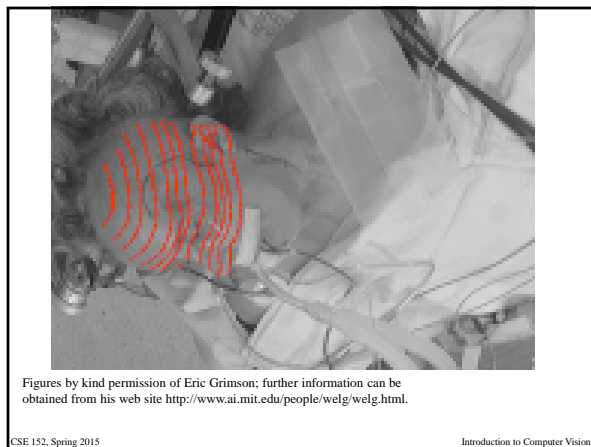 Figures by kind permission of Eric Grimson; further information can be
obtained from his web site http://www.ai.mit.edu/people/welg/welg.html.
CSE 152, Spring 2015
Introduction to Computer Vision